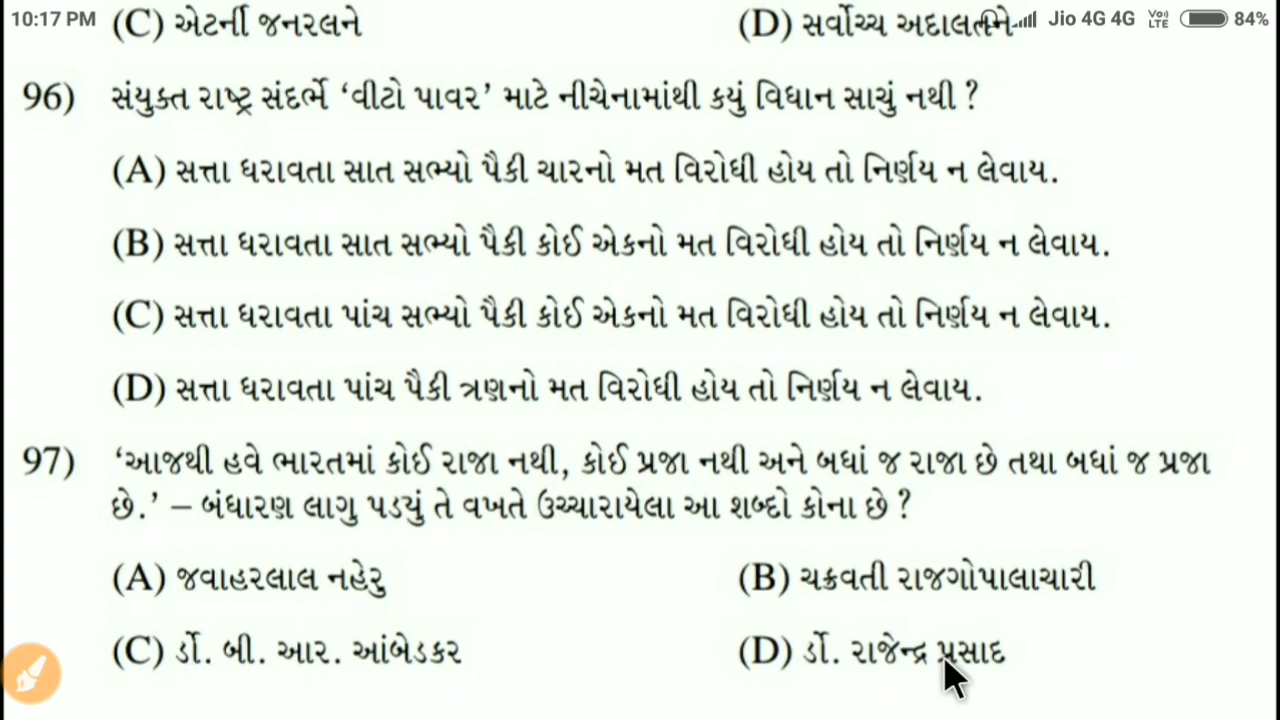 10:17 PM (C) એટર્ની જનરલને (D) સર્વોચ્ચ અદાલતને Jio 4G 4G Vo) LTE 84%
96) સંયુક્ત રાષ્ટ્ર સંદર્ભે ‘વીટો પાવર’ માટે નીચેનામાંથી કયું વિધાન સાચું નથી ?
(A) સત્તા ધરાવતા સાત સભ્યો પૈકી ચારનો મત વિરોધી હોય તો નિર્ણય ન લેવાય.
(B) સત્તા ધરાવતા સાત સભ્યો પૈકી કોઈ એકનો મત વિરોધી હોય તો નિર્ણય ન લેવાય.
(C) સત્તા ધરાવતા પાંચ સભ્યો પૈકી કોઈ એકનો મત વિરોધી હોય તો નિર્ણય ન લેવાય.
(D) સત્તા ધરાવતા પાંચ પૈકી ત્રણનો મત વિરોધી હોય તો નિર્ણય ન લેવાય.
97) ‘આજથી હવે ભારતમાં કોઈ રાજા નથી, કોઈ પ્રજા નથી અને બધાં જ રાજા છે તથા બધાં જ પ્રજા
છે.’ – બંધારણ લાગુ પડયું તે વખતે ઉચ્ચારાયેલા આ શબ્દો કોના છે ?
(A) જવાહરલાલ નહેરુ (B) ચક્રવતી રાજગોપાલાચારી
(C) ર્ડો. બી. આર. આંબેડકર (D) ર્ડો. રાજેન્દ્ર પ્રસાદ